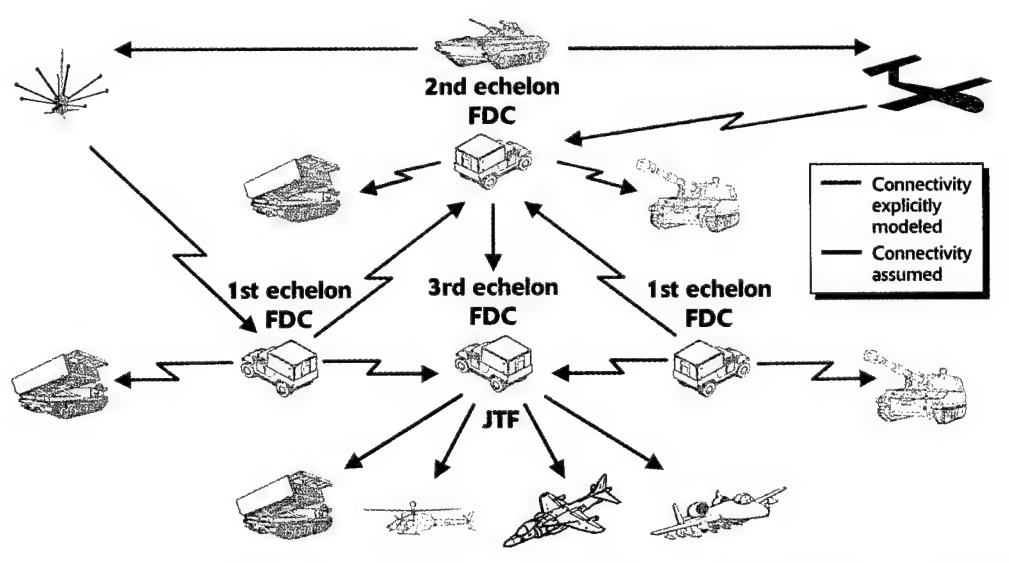 2nd echelon
FDC
Connectivity
explicitly
modeled
Connectivity
assumed
1st echelon
FDC
3rd echelon
FDC
1st echelon
FDC
JTF